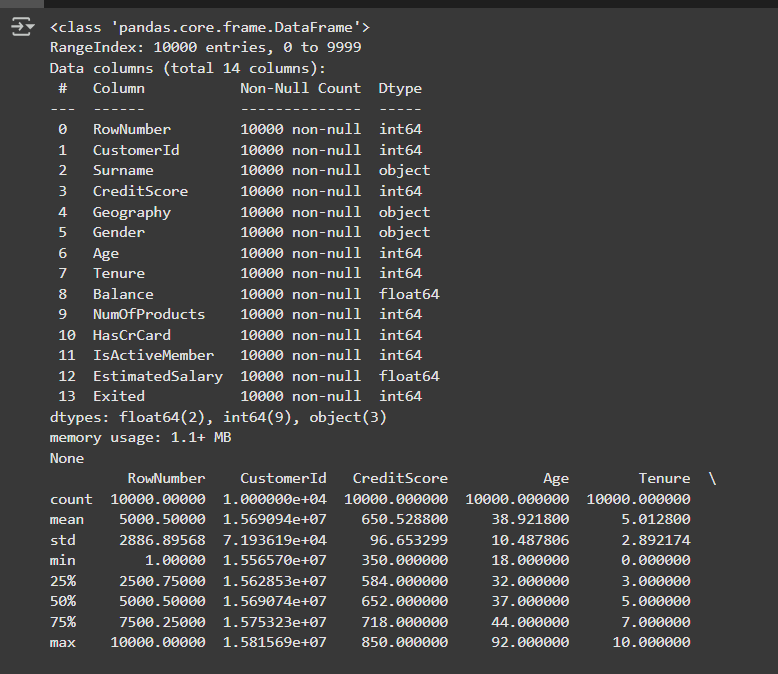 <class 'pandas.core.frame.DataFrame'>
RangeIndex: 10000 entries, 0 to 9999
Data columns (total 14 columns):
 #   Column           Non-Null Count  Dtype
---  ------           --------------  -----
 0   RowNumber        10000 non-null  int64
 1   CustomerId       10000 non-null  int64
 2   Surname          10000 non-null  object
 3   CreditScore      10000 non-null  int64
 4   Geography        10000 non-null  object
 5   Gender           10000 non-null  object
 6   Age              10000 non-null  int64
 7   Tenure           10000 non-null  int64
 8   Balance          10000 non-null  float64
 9   NumOfProducts    10000 non-null  int64
 10  HasCrCard        10000 non-null  int64
 11  IsActiveMember   10000 non-null  int64
 12  EstimatedSalary  10000 non-null  float64
 13  Exited           10000 non-null  int64
dtypes: float64(2), int64(9), object(3)
memory usage: 1.1+ MB
None
         RowNumber    CustomerId   CreditScore           Age        Tenure  \
count  10000.00000  1.000000e+04  10000.000000  10000.000000  10000.000000
mean    5000.50000  1.569094e+07    650.528800     38.921800      5.012800
std     2886.89568  7.193619e+04     96.653299     10.487806      2.892174
min        1.00000  1.556570e+07    350.000000     18.000000      0.000000
25%     2500.75000  1.562853e+07    584.000000     32.000000      3.000000
50%     5000.50000  1.569074e+07    652.000000     37.000000      5.000000
75%     7500.25000  1.575323e+07    718.000000     44.000000      7.000000
max    10000.00000  1.581569e+07    850.000000     92.000000     10.000000